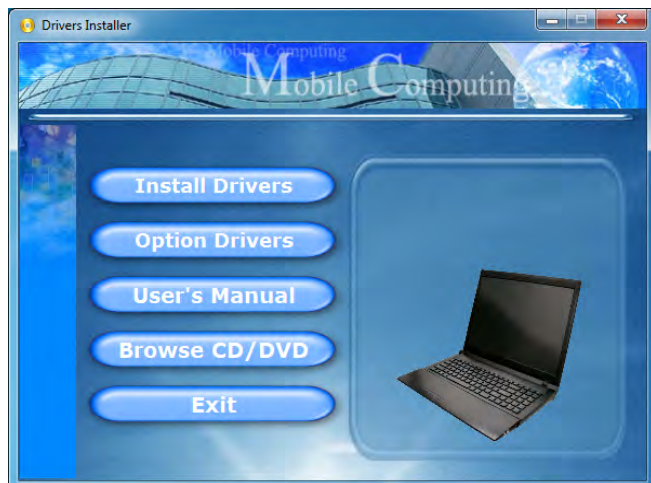 Drivers Installer
Mobile Computing
Mobile Computing
Install Drivers
Option Drivers
User's Manual
Browse CD/DVD
Exit